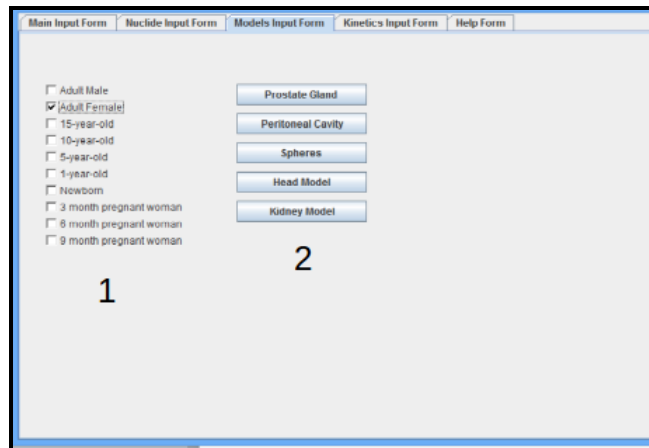 Main Input Form Nuclide Input Form Models Input Form Kinetics Input Form Help Form
Adult Male
Adult Female
15-year-old
10-year-old
5-year-old
1-year-old
Newborn
3 month pregnant woman
6 month pregnant woman
9 month pregnant woman
1
Prostate Gland
Peritoneal Cavity
Spheres
Head Model
Kidney Model
2